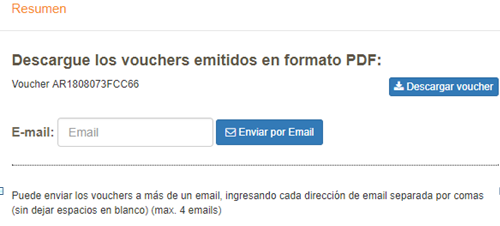 Resumen
Descargue los vouchers emitidos en formato PDF:
Voucher AR1808073FCC66
Descargar voucher
E-mail: Email Enviar por Email
Puede enviar los vouchers a más de un email, ingresando cada dirección de email separada por comas
(sin dejar espacios en blanco) (max. 4 emails)